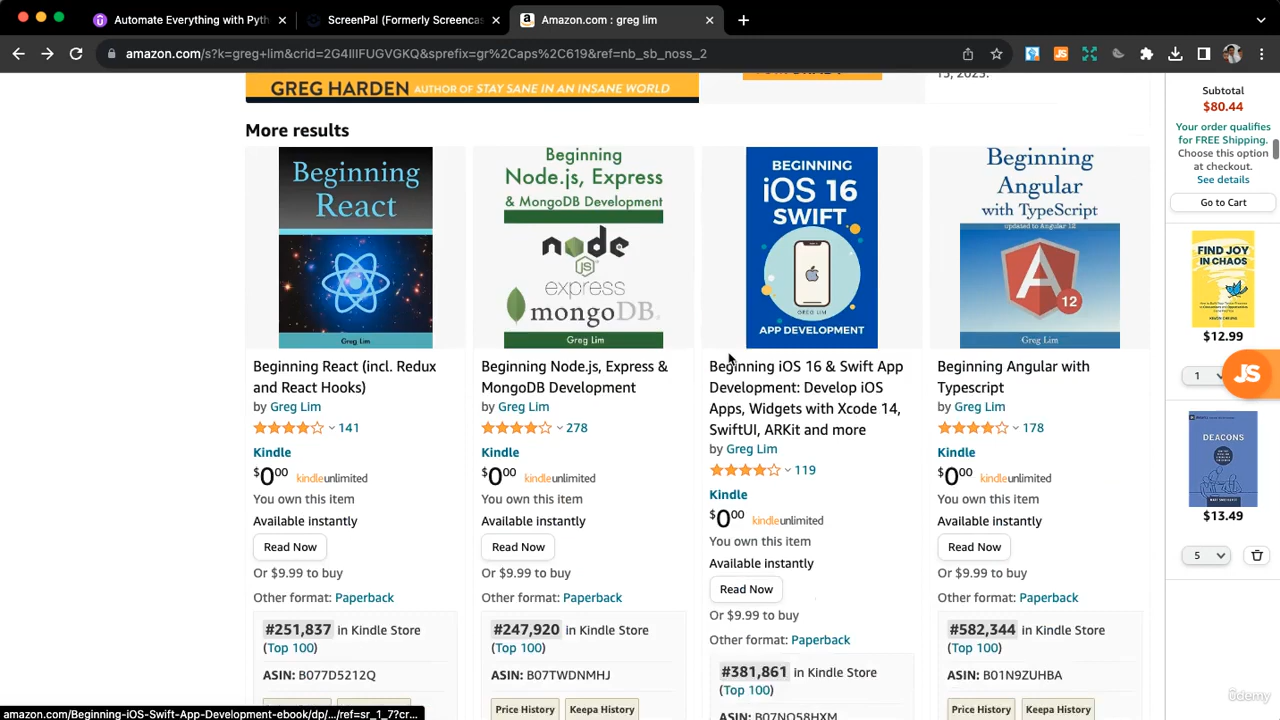 Automate Everything with Pyth
ScreenPal (Formerly Screencas
Amazon.com : greg lim
amazon.com/s?k=greg+lim&crid=2G4IIIFUGVGKQ&sprefix=gr%2Caps%2C619&ref=nb_sb_noss_2
GREG HARDEN AUTHOR OF STAY SANE IN AN INSANE WORLD
More results
Beginning
React
Greg Lim
Beginning React (incl. Redux
and React Hooks)
by Greg Lim
141
Kindle
$0.00 kindleunlimited
You own this item
Available instantly
Read Now
Or $9.99 to buy
Other format: Paperback
#251,837 in Kindle Store
(Top 100)
ASIN: B077D5212Q
Beginning
Node.js, Express
& MongoDB Development
node
JS
express
mongoDB.
Greg Lim
Beginning Node.js, Express &
MongoDB Development
by Greg Lim
278
Kindle
$0.00 kindleunlimited
You own this item
Available instantly
Read Now
Or $9.99 to buy
Other format: Paperback
#247,920 in Kindle Store
(Top 100)
ASIN: B07TWDNMHJ
Price History
Keepa History
BEGINNING
iOS 16
SWIFT
GREG LIM
APP DEVELOPMENT
Beginning iOS 16 & Swift App
Development: Develop iOS
Apps, Widgets with Xcode 14,
SwiftUI, ARKit and more
by Greg Lim
119
Kindle
$0.00 kindleunlimited
You own this item
Available instantly
Read Now
Or $9.99 to buy
Other format: Paperback
#381,861 in Kindle Store
(Top 100)
ASIN: B07NQ58HXM
Beginning
Angular
with TypeScript
Updated to Angular 12
A
12
Greg Lim
Beginning Angular with
Typescript
by Greg Lim
178
Kindle
$0.00 kindleunlimited
You own this item
Available instantly
Read Now
Or $9.99 to buy
Other format: Paperback
#582,344 in Kindle Store
(Top 100)
ASIN: B01N9ZUHBA
Price History
Keepa History
Subtotal
$80.44
Your order qualifies
for FREE Shipping.
Choose this option
at checkout.
See details
Go to Cart
FIND JOY
IN CHAOS
$12.99
1
JS
DEACONS
$13.49
5
amazon.com/Beginning-iOS-Swift-App-Development-ebook/dp/.../ref=sr_1_7?cr...
ûdemy